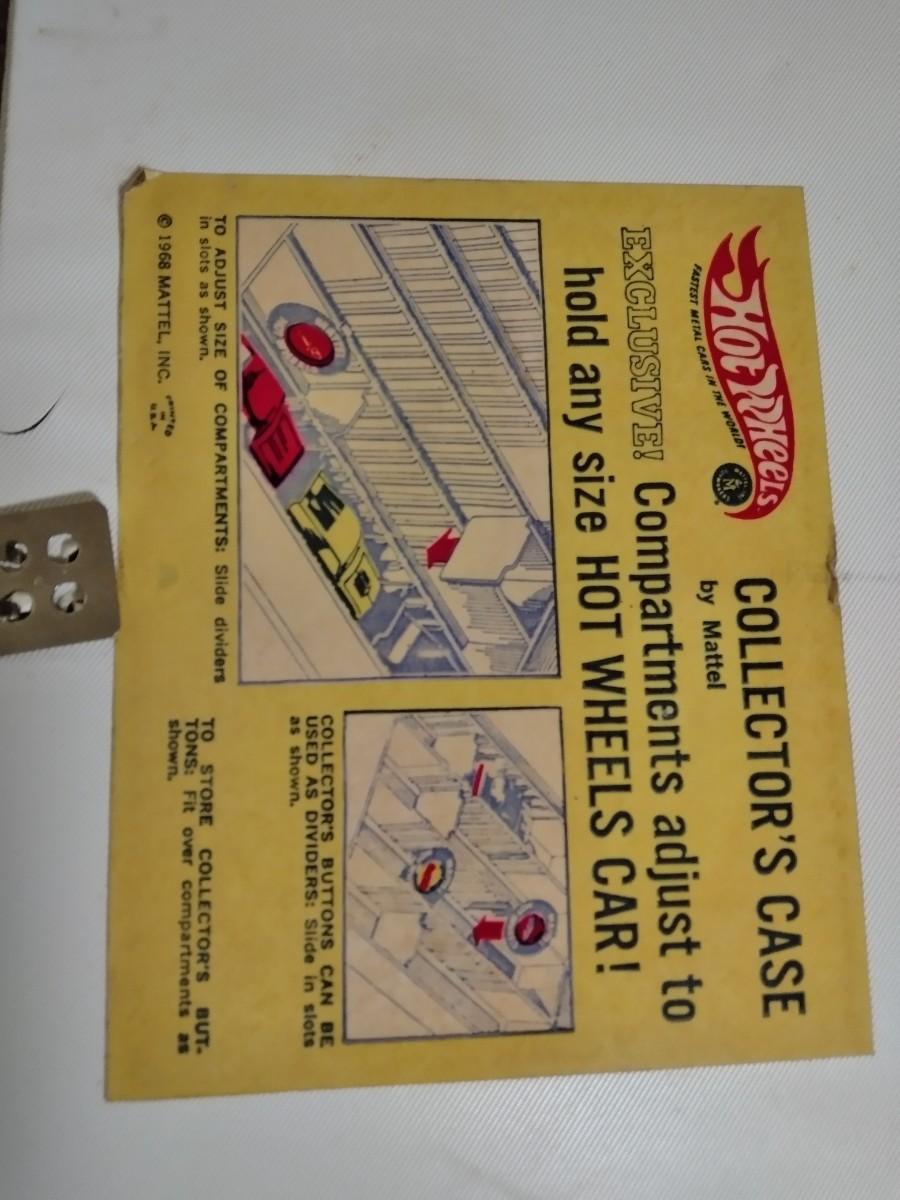 HOT WHEELS
FASTEST METAL CARS IN THE WORLD!
COLLECTOR'S CASE
by Mattel
EXCLUSIVE! Compartments adjust to
hold any size HOT WHEELS CAR!
TO ADJUST SIZE OF COMPARTMENTS: Slide dividers
in slots as shown.
© 1968 MATTEL, INC.
PRINTED
IN
U.S.A.
COLLECTOR'S BUTTONS CAN BE
USED AS DIVIDERS: Slide in slots
as shown.
TO STORE COLLECTOR'S BUT-
TONS: Fit over compartments as
shown.